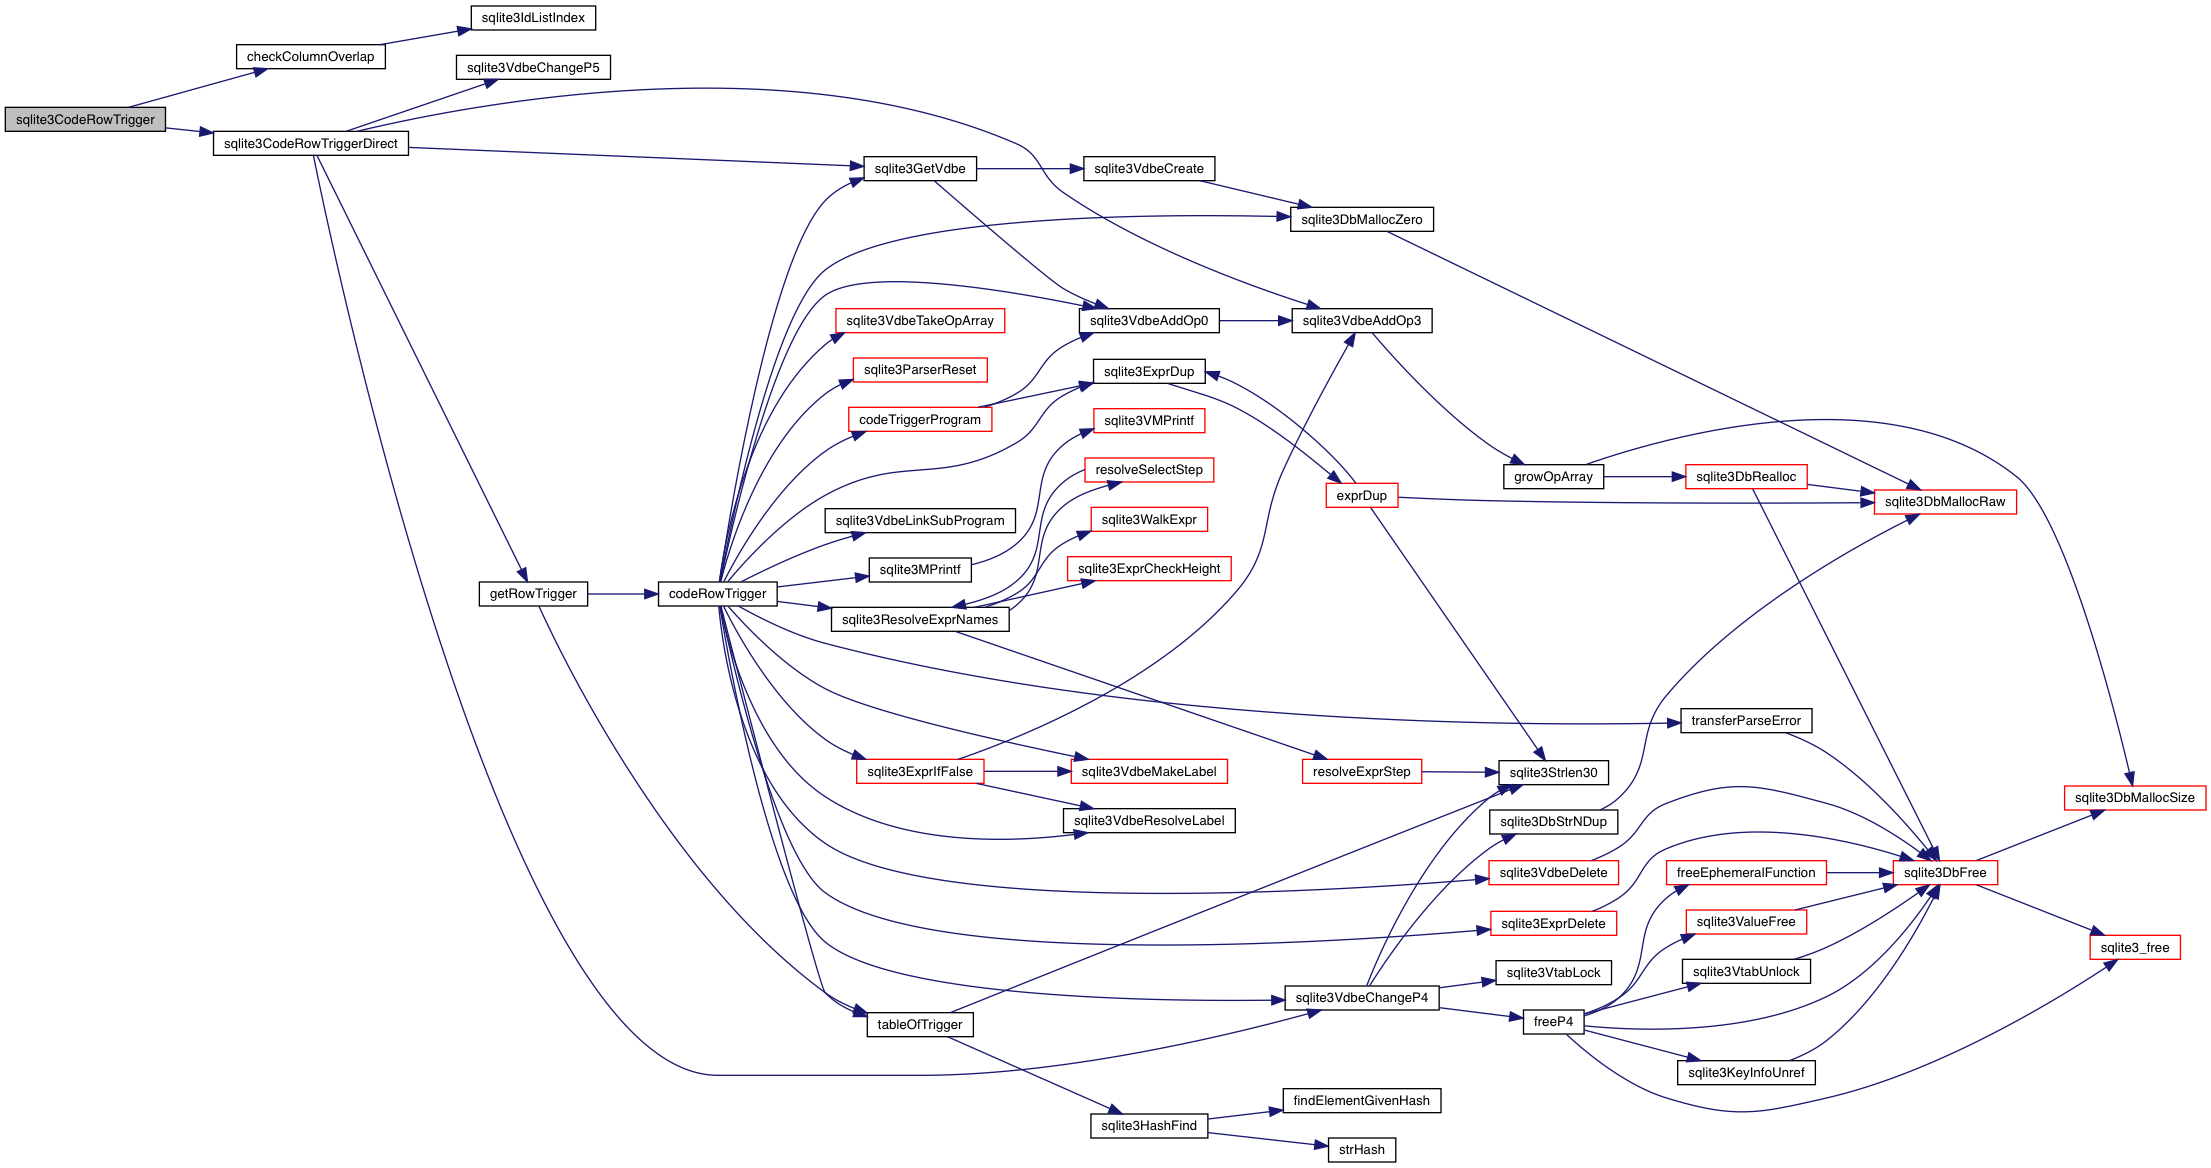 sqlite3IdListIndex
checkColumnOverlap
sqlite3VdbeChangeP5
sqlite3CodeRowTrigger
sqlite3CodeRowTriggerDirect
sqlite3GetVdbe
sqlite3VdbeCreate
sqlite3DbMallocZero
sqlite3VdbeTakeOpArray
sqlite3VdbeAddOp0
sqlite3VdbeAddOp3
sqlite3ParserReset
sqlite3ExprDup
codeTriggerProgram
sqlite3VMPrintf
resolveSelectStep
growOpArray
sqlite3DbRealloc
exprDup
sqlite3DbMallocRaw
sqlite3VdbeLinkSubProgram
sqlite3WalkExpr
sqlite3MPrintf
sqlite3ExprCheckHeight
getRowTrigger
codeRowTrigger
sqlite3ResolveExprNames
transferParseError
sqlite3ExprIfFalse
sqlite3VdbeMakeLabel
resolveExprStep
sqlite3Strlen30
sqlite3DbMallocSize
sqlite3VdbeResolveLabel
sqlite3DbStrNDup
sqlite3VdbeDelete
freeEphemeralFunction
sqlite3DbFree
sqlite3ExprDelete
sqlite3ValueFree
sqlite3_free
sqlite3VtabLock
sqlite3VtabUnlock
sqlite3VdbeChangeP4
tableOfTrigger
freeP4
sqlite3KeyInfoUnref
findElementGivenHash
sqlite3HashFind
strHash